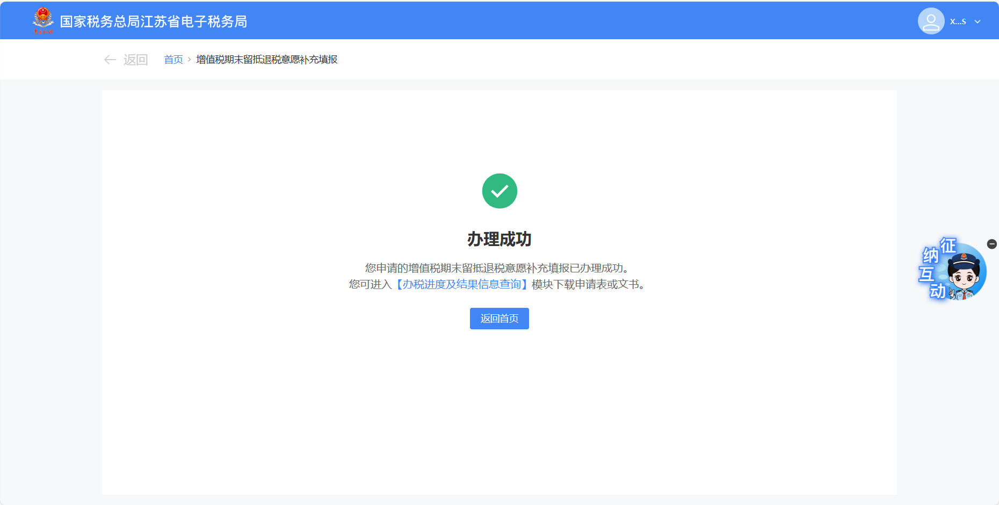 国家税务总局江苏省电子税务局
X...S
返回
首页 › 增值税期末留抵退税意愿补充填报
办理成功
您申请的增值税期末留抵退税意愿补充填报已办理成功。
您可进入【办税进度及结果信息查询】模块下载申请表或文书。
返回首页
征纳互动